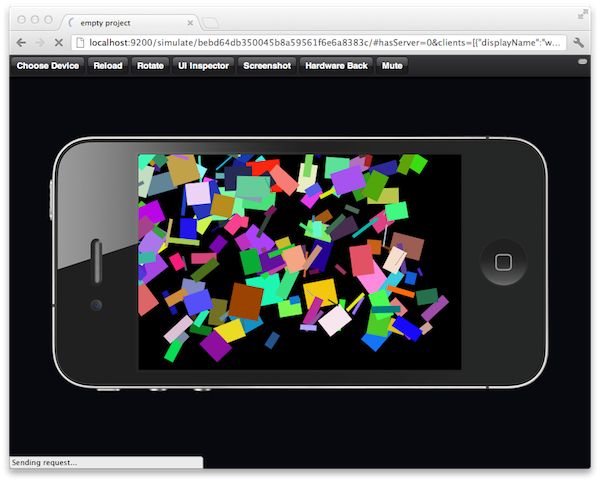 empty project
localhost:9200/simulate/bebd64db350045b8a59561f6e6a8383c/#hasServer=0&clients=[{"displayName":"w...
Choose Device Reload Rotate UI Inspector Screenshot Hardware Back Mute
Sending request...